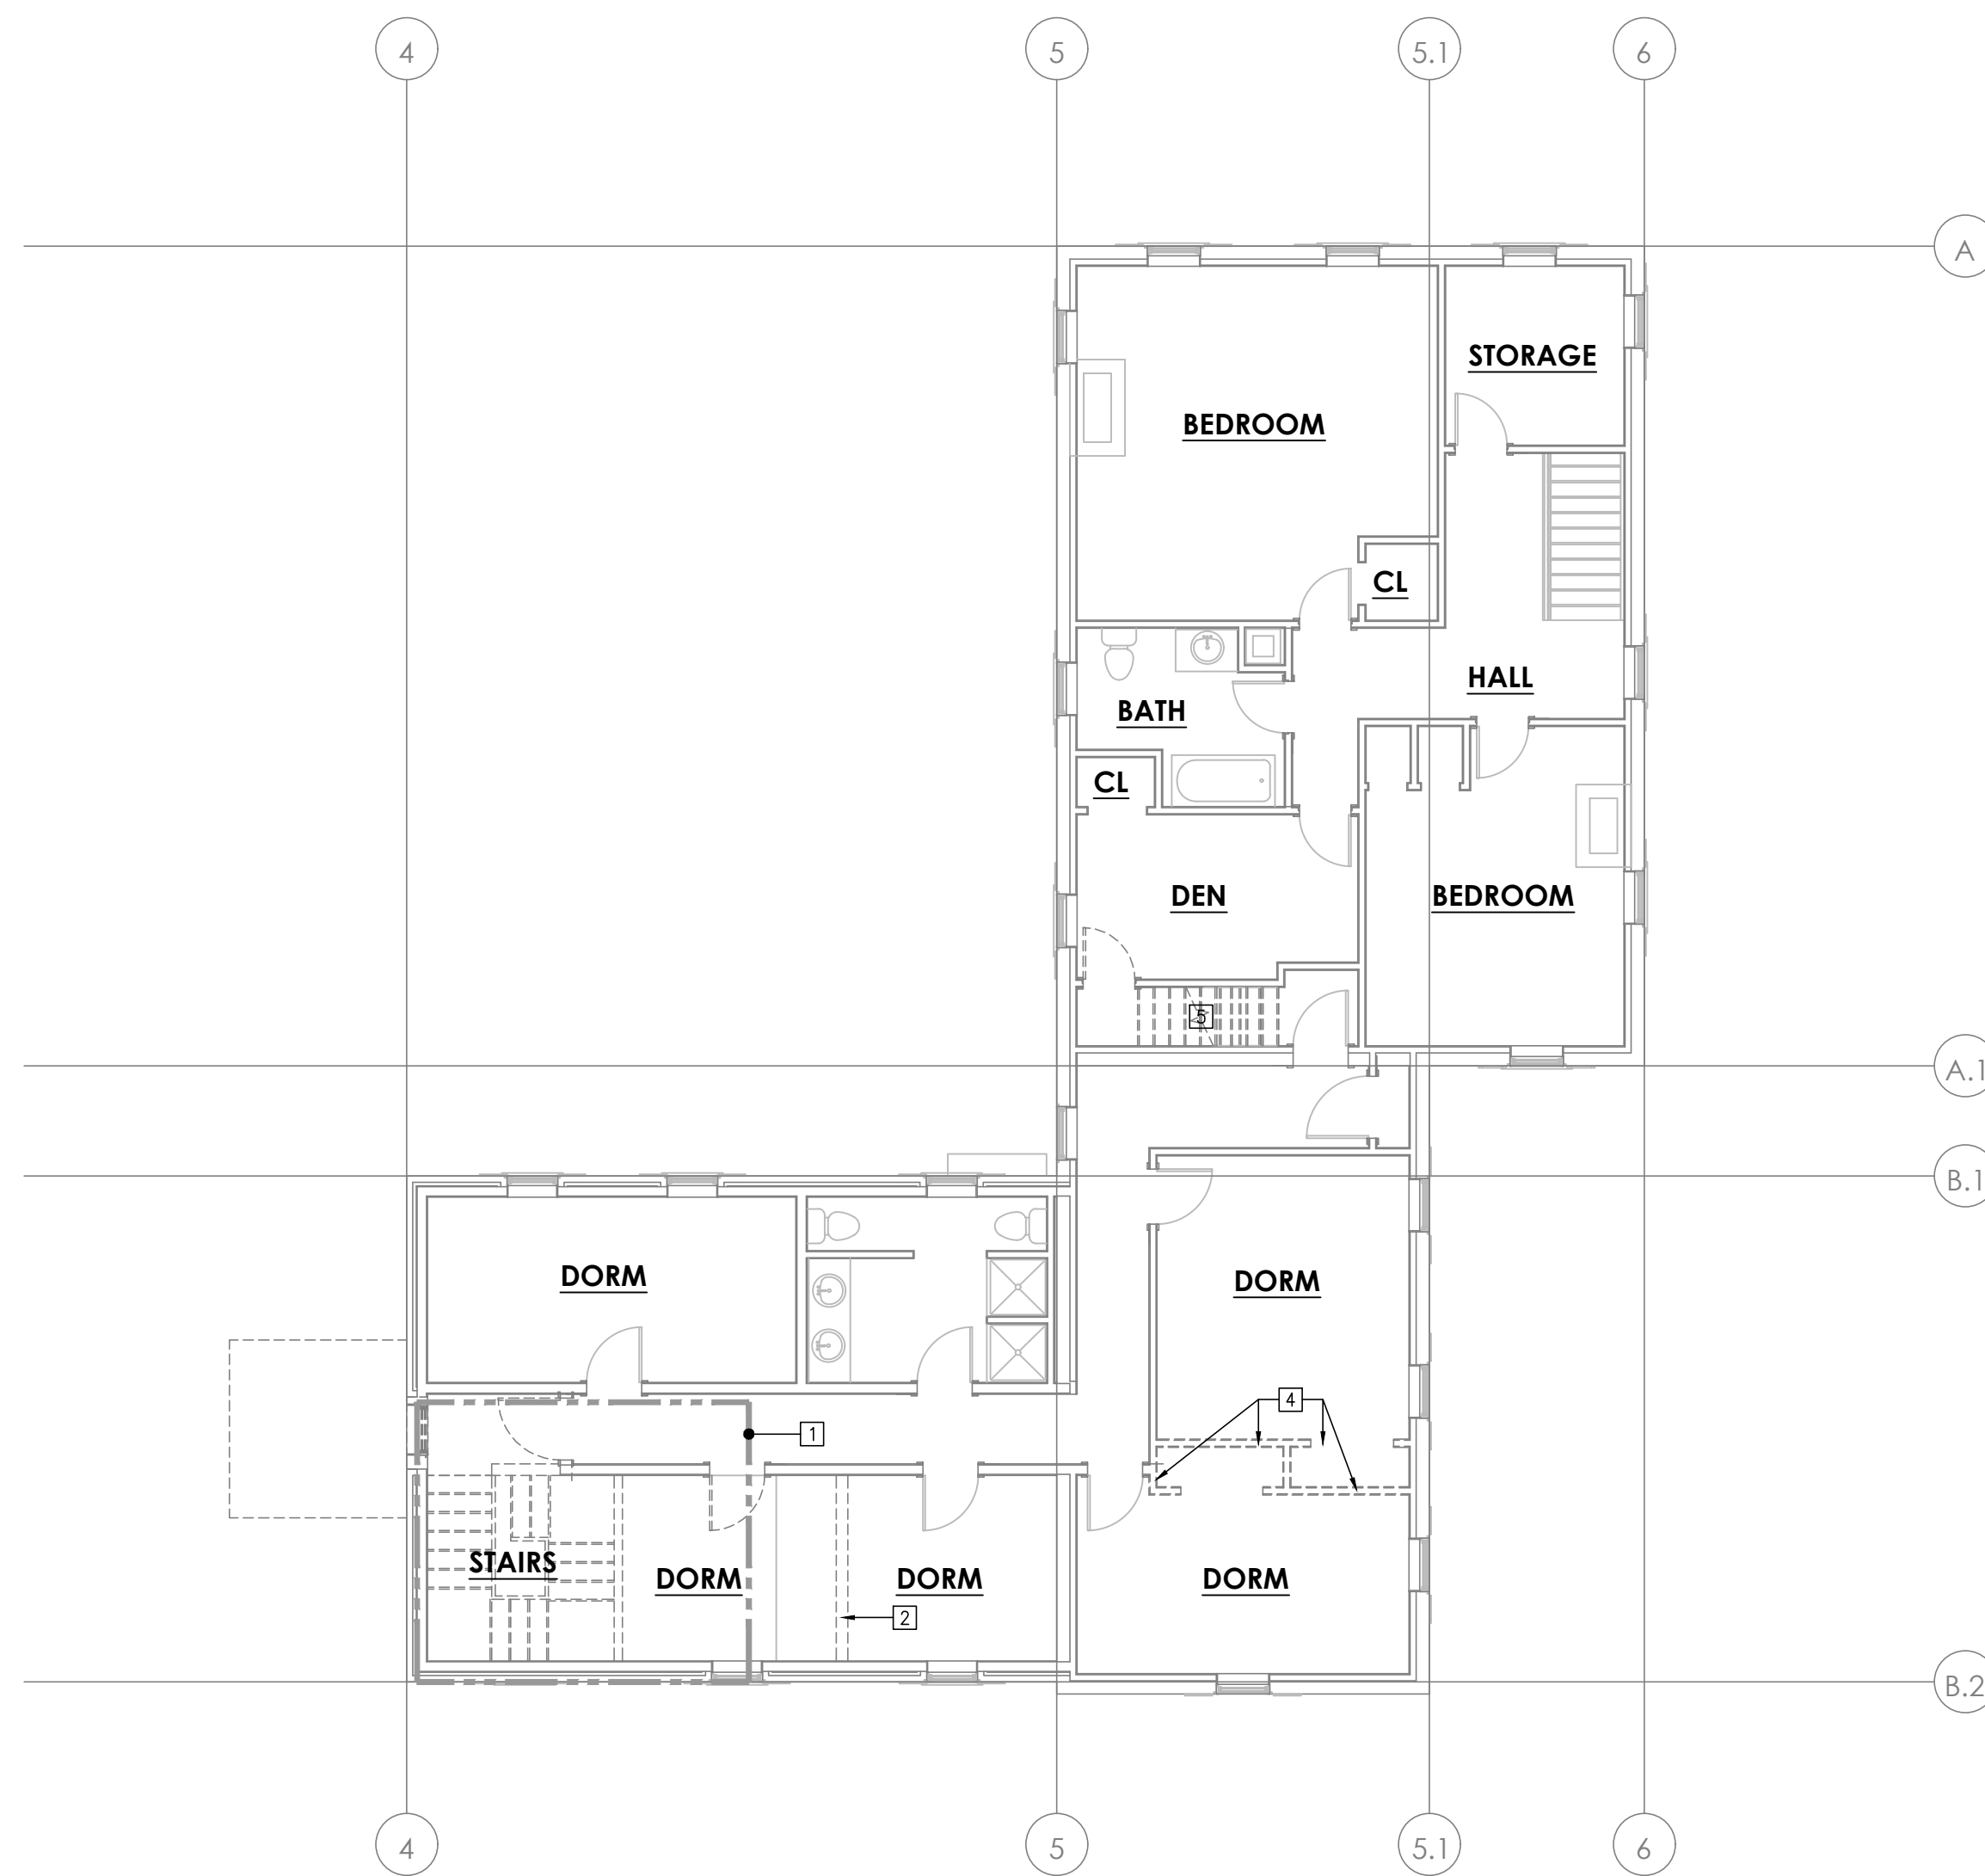 4
5
5.1
6
A
STORAGE
BEDROOM
CL
HALL
BATH
CL
DEN
BEDROOM
5
A.1
B.1
DORM
DORM
4
1
STAIRS
DORM
DORM
DORM
2
B.2
4
5
5.1
6